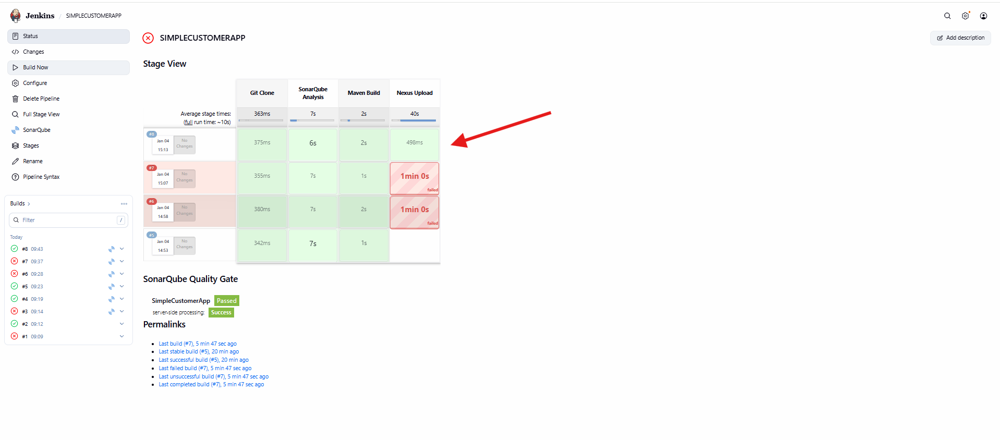 Jenkins / SIMPLECUSTOMERAPP
Status
Changes
Build Now
Configure
Delete Pipeline
Full Stage View
SonarQube
Stages
Rename
Pipeline Syntax
Builds
Filter /
Today
#8 09:43
#7 09:37
#6 09:28
#5 09:23
#4 09:19
#3 09:14
#2 09:12
#1 09:09
SIMPLECUSTOMERAPP
Add description
Stage View
Git Clone
SonarQube
Analysis
Maven Build
Nexus Upload
Average stage times:
(full run time: ~10s)
363ms 7s 2s 40s
#8
Jan 04
15:13
No
Changes
375ms 6s 2s 498ms
#7
Jan 04
15:07
No
Changes
355ms 7s 1s 1min 0s
failed
#6
Jan 04
14:58
No
Changes
380ms 7s 2s 1min 0s
failed
#5
Jan 04
14:53
No
Changes
342ms 7s 1s
SonarQube Quality Gate
SimpleCustomerApp Passed
server-side processing: Success
Permalinks
Last build (#7), 5 min 47 sec ago
Last stable build (#5), 20 min ago
Last successful build (#5), 20 min ago
Last failed build (#7), 5 min 47 sec ago
Last unsuccessful build (#7), 5 min 47 sec ago
Last completed build (#7), 5 min 47 sec ago